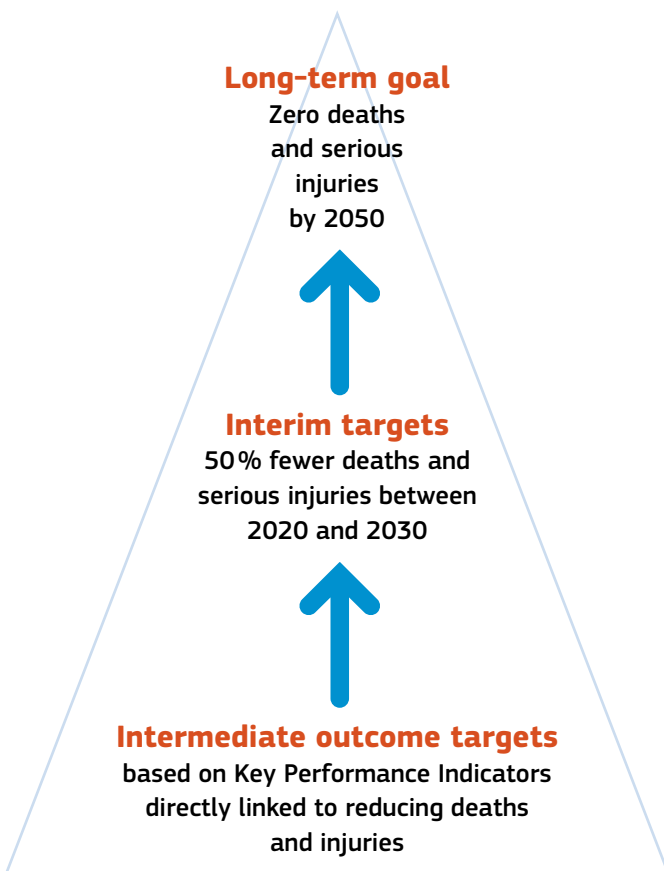 Long-term goal
Zero deaths
and serious
injuries
by 2050
Interim targets
50% fewer deaths and
serious injuries between
2020 and 2030
Intermediate outcome targets
based on Key Performance Indicators
directly linked to reducing deaths
and injuries